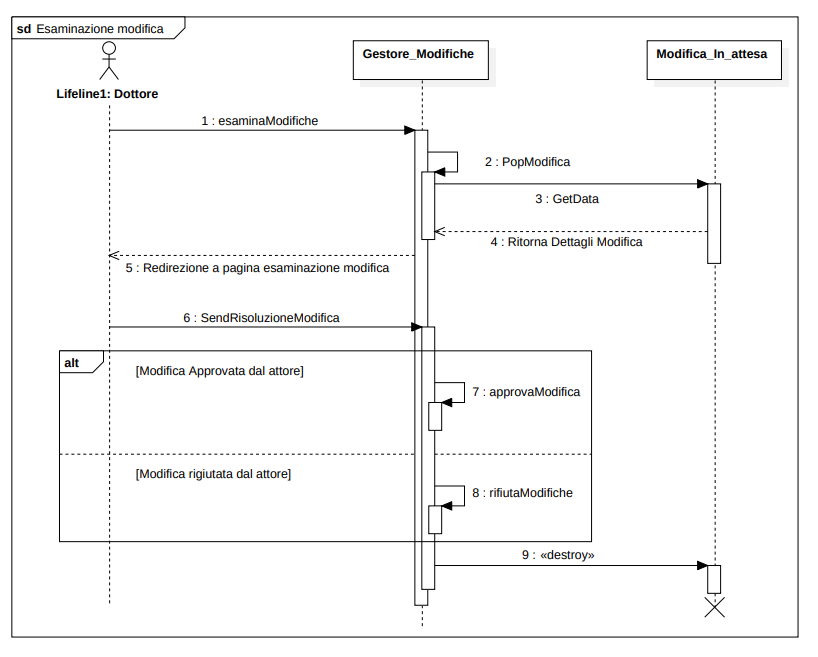 sd Esaminazione modifica
Gestore_Modifiche
Modifica_In_attesa
Lifeline1: Dottore
1 : esaminaModifiche
2 : PopModifica
3 : GetData
4 : Ritorna Dettagli Modifica
5 : Redirezione a pagina esaminazione modifica
6 : SendRisoluzioneModifica
alt
[Modifica Approvata dal attore]
7 : approvaModifica
[Modifica rigiutata dal attore]
8 : rifiutaModifiche
9 : «destroy»